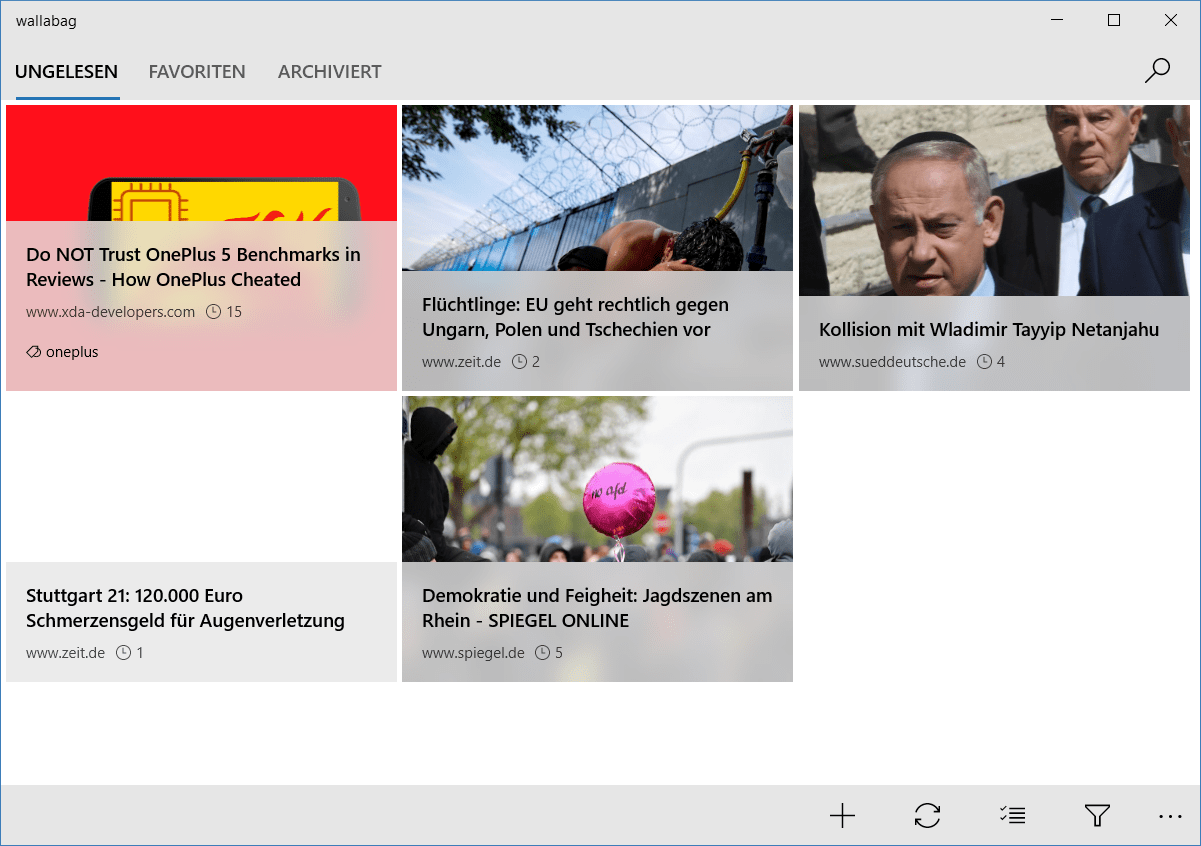 wallabag
UNGELESEN FAVORITEN ARCHIVIERT
Do NOT Trust OnePlus 5 Benchmarks in
Reviews - How OnePlus Cheated
www.xda-developers.com 15
oneplus
Flüchtlinge: EU geht rechtlich gegen
Ungarn, Polen und Tschechien vor
www.zeit.de 2
Kollision mit Wladimir Tayyip Netanjahu
www.sueddeutsche.de 4
Stuttgart 21: 120.000 Euro
Schmerzensgeld für Augenverletzung
www.zeit.de 1
no afd
Demokratie und Feigheit: Jagdszenen am
Rhein - SPIEGEL ONLINE
www.spiegel.de 5